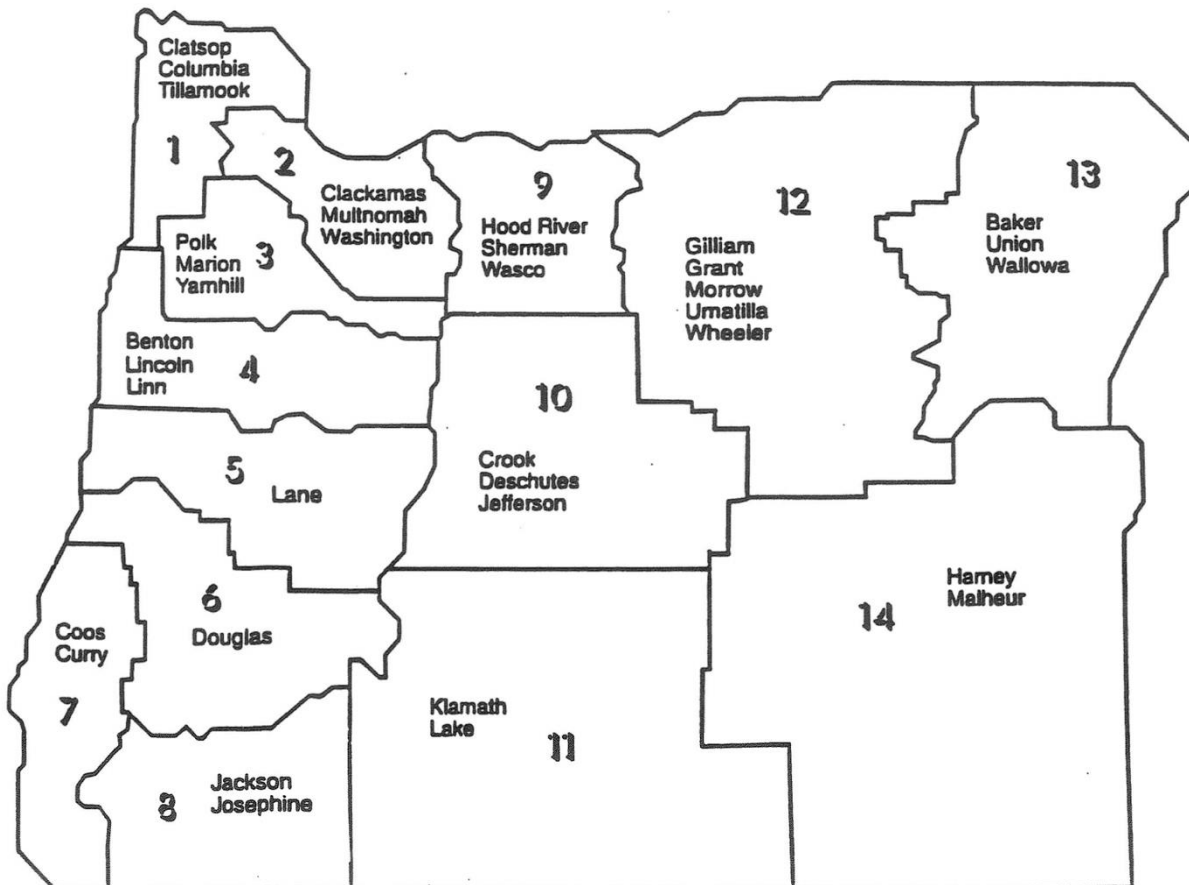 Clatsop
Columbia
Tillamook
1
2
Clackamas
Multnomah
Washington
3
Polk
Marion
Yamhill
Benton
Lincoln
Linn
4
5
Lane
6
Douglas
Coos
Curry
7
8
Jackson
Josephine
9
Hood River
Sherman
Wasco
10
Crook
Deschutes
Jefferson
Klamath
Lake
11
12
Gilliam
Grant
Morrow
Umatilla
Wheeler
13
Baker
Union
Wallowa
Harney
Malheur
14